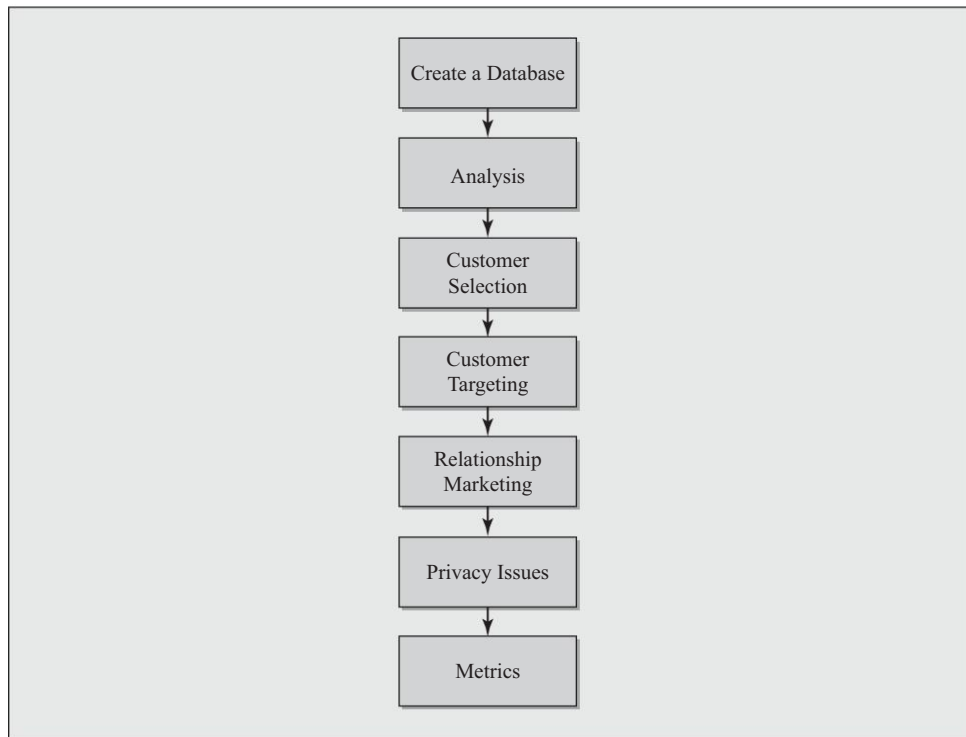 Create a Database
Analysis
Customer
Selection
Customer
Targeting
Relationship
Marketing
Privacy Issues
Metrics